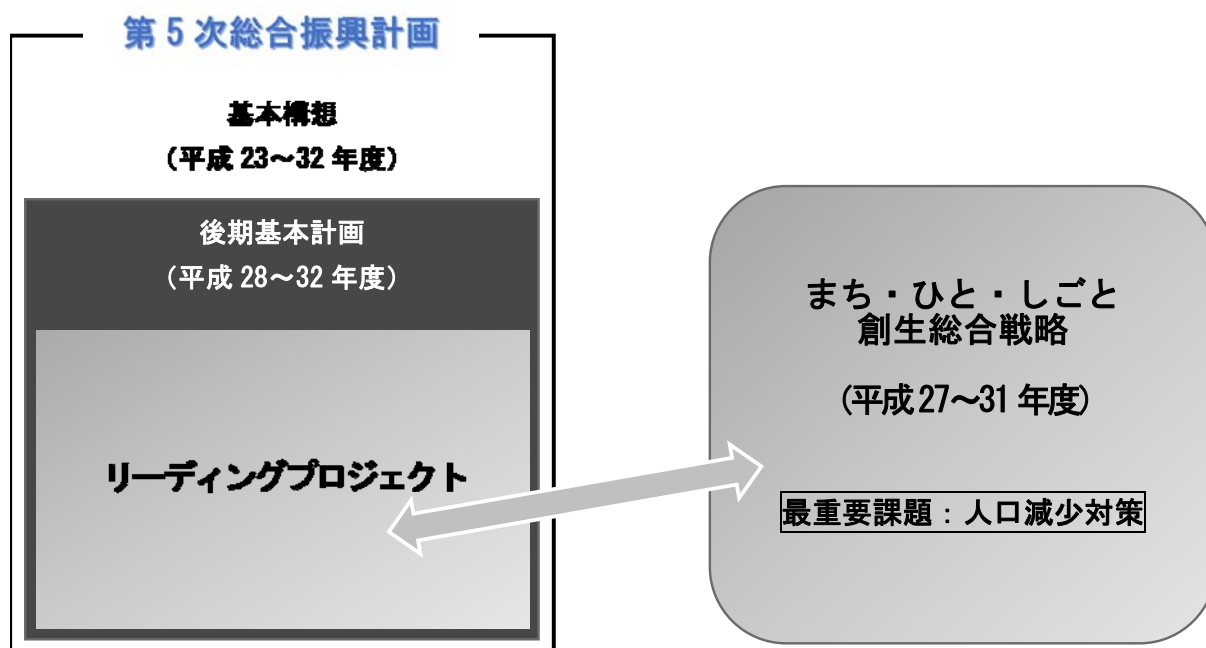 第5次総合振興計画
基本構想
（平成 23～32 年度）
後期基本計画
（平成 28～32 年度）
リーディングプロジェクト
まち・ひと・しごと
創生総合戦略
（平成 27～31 年度）
最重要課題：人口減少対策